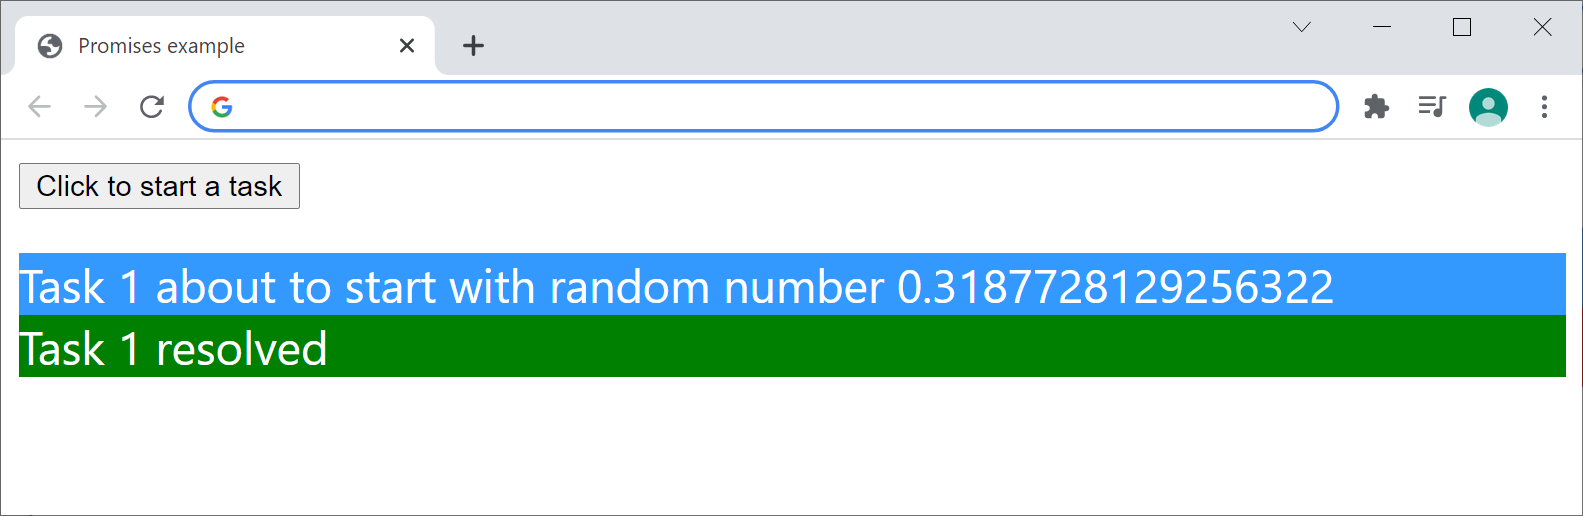 Promises example
Click to start a task
Task 1 about to start with random number 0.3187728129256322
Task 1 resolved